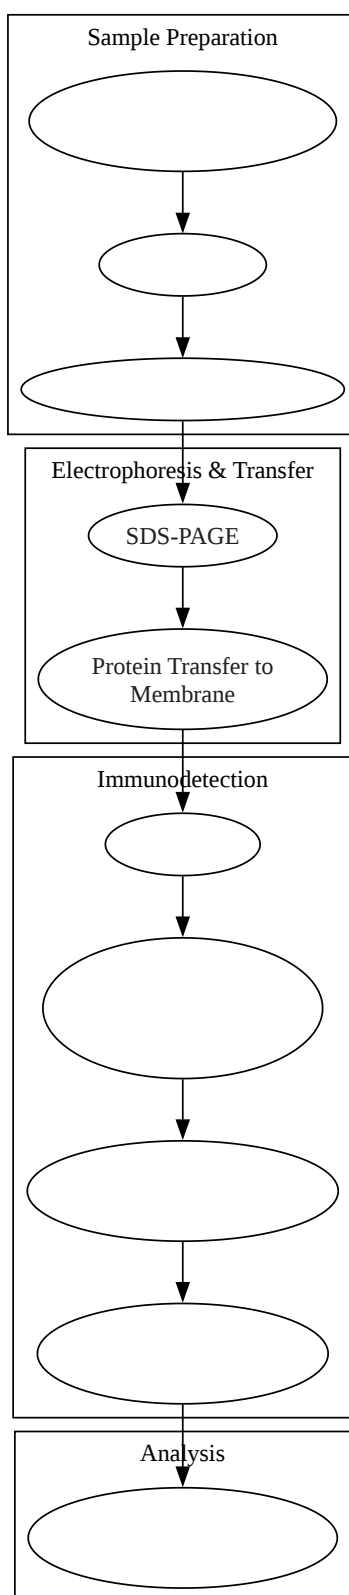 Sample Preparation
Electrophoresis & Transfer
SDS-PAGE
Protein Transfer to
Membrane
Immunodetection
Analysis